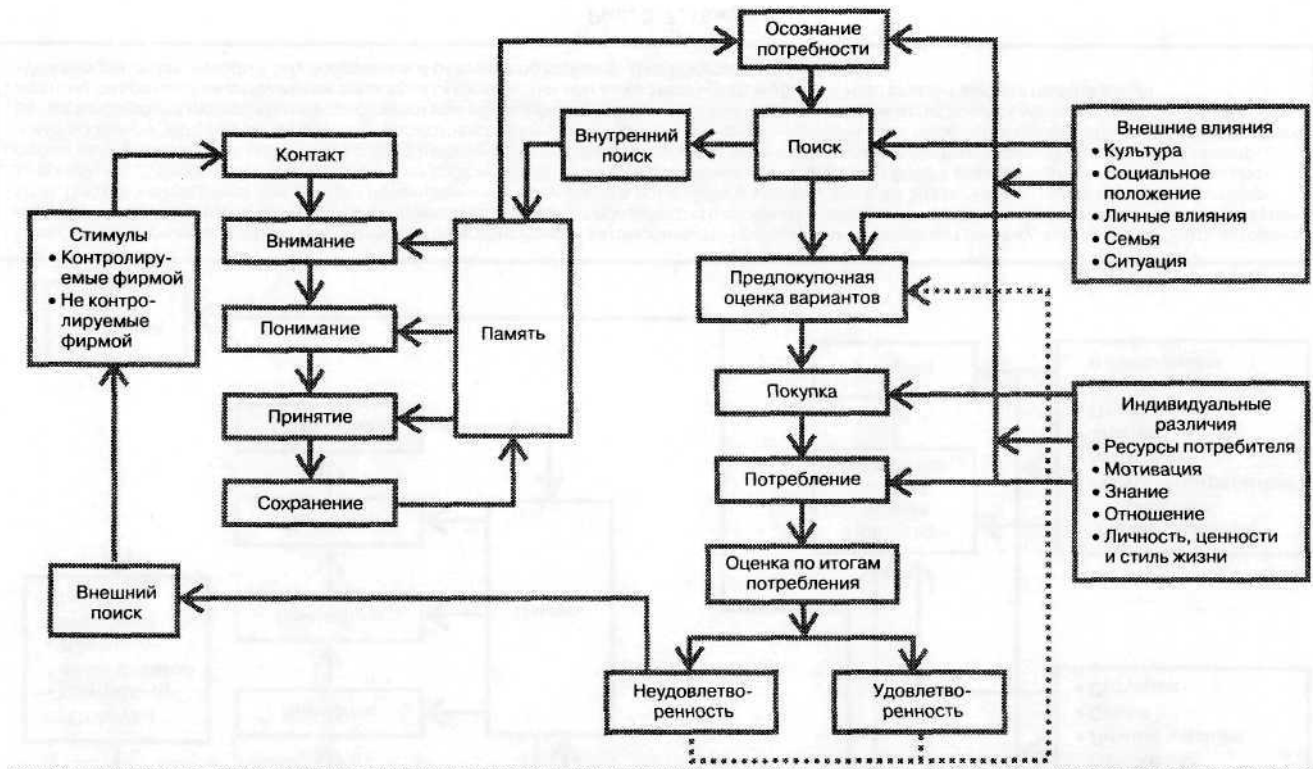 Осознание
потребности
Внутренний
поиск
Поиск
Внешние влияния
• Культура
• Социальное
положение
• Личные влияния
• Семья
• Ситуация
Контакт
Стимулы
• Контролиру-
емые фирмой
• Не контро-
лируемые
фирмой
Внимание
Понимание
Принятие
Сохранение
Память
Предпокупочная
оценка вариантов
Покупка
Потребление
Оценка по итогам
потребления
Индивидуальные
различия
• Ресурсы потребителя
• Мотивация
• Знание
• Отношение
• Личность, ценности
и стиль жизни
Внешний
поиск
Неудовлетво-
ренность
Удовлетво-
ренность